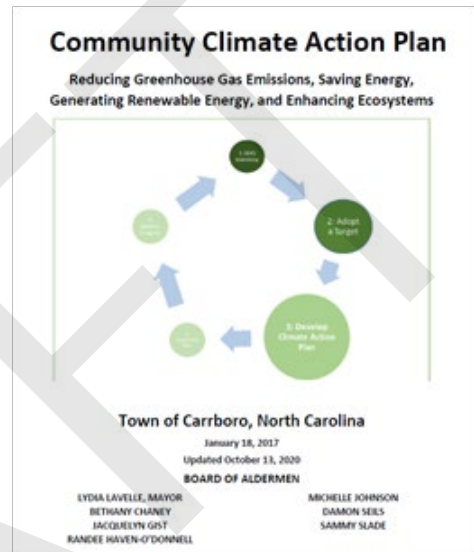 Community Climate Action Plan
Reducing Greenhouse Gas Emissions, Saving Energy,
Generating Renewable Energy, and Enhancing Ecosystems
2: Adopt
a Target
3: Develop
Climate Action
Plan
Town of Carrboro, North Carolina
January 18, 2017
Updated October 13, 2020
BOARD OF ALDERMEN
LYDIA LAVELLE, MAYOR
BETHANY CHANEY
JACQUELYN GIST
RANDEE HAVEN-O'DONNELL
MICHELLE JOHNSON
DAMON SEILS
SAMMY SLADE